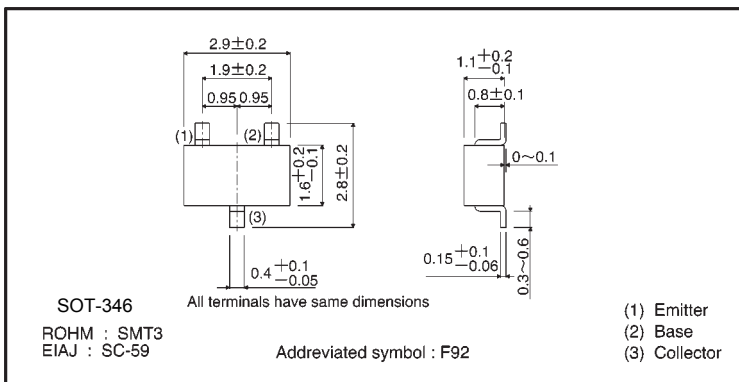 2.9±0.2
1.9±0.2
0.95 0.95
(1)
(2)
(3)
1.6+0.2 −0.1
2.8±0.2
0.4+0.1 −0.05
1.1+0.2 −0.1
0.8±0.1
0~0.1
0.15+0.1 −0.06
0.3~0.6
All terminals have same dimensions
SOT-346
ROHM : SMT3
EIAJ : SC-59
Addreviated symbol : F92
(1) Emitter
(2) Base
(3) Collector